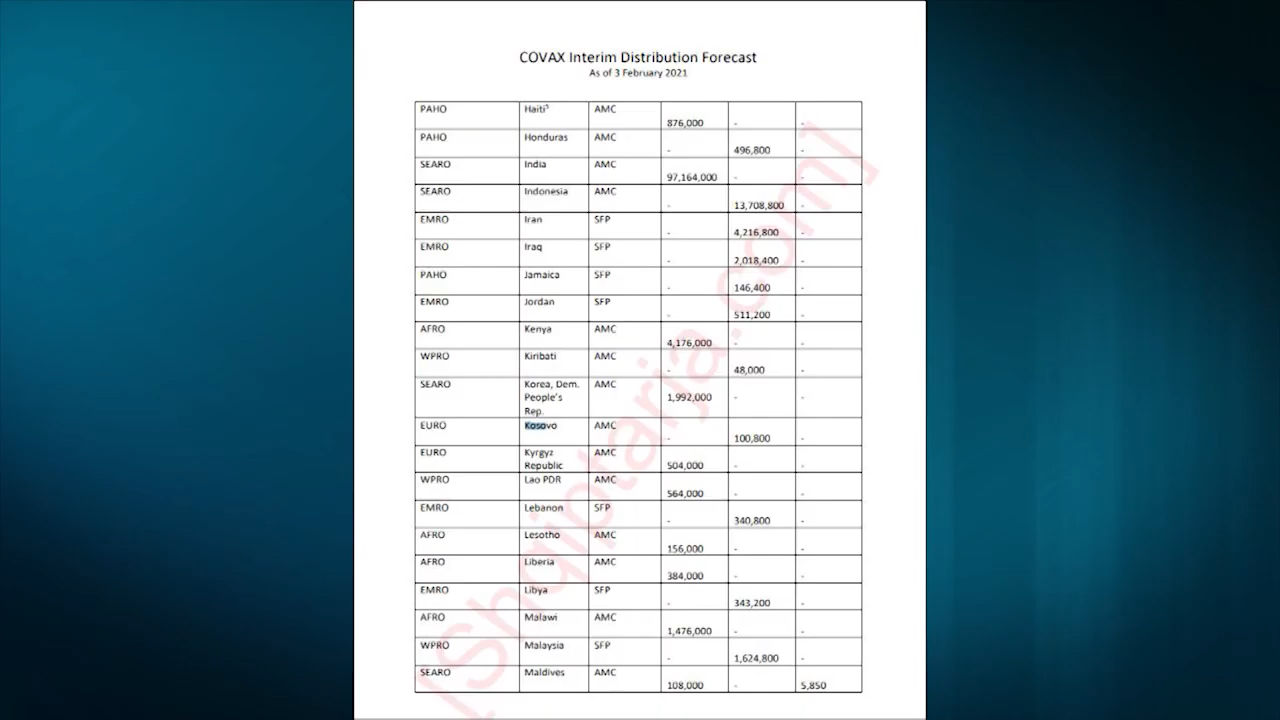 COVAX Interim Distribution Forecast
As of 3 February 2021
PAHO Haiti⁵ AMC 876,000 - -
PAHO Honduras AMC - 496,800 -
SEARO India AMC 97,164,000 - -
SEARO Indonesia AMC - 13,708,800 -
EMRO Iran SFP - 4,216,800 -
EMRO Iraq SFP - 2,018,400 -
PAHO Jamaica SFP - 146,400 -
EMRO Jordan SFP - 511,200 -
AFRO Kenya AMC 4,176,000 - -
WPRO Kiribati AMC - 48,000 -
SEARO Korea, Dem. AMC
People's 1,992,000 - -
Rep.
EURO Kosovo AMC - 100,800 -
EURO Kyrgyz AMC
Republic 504,000 - -
WPRO Lao PDR AMC 564,000 - -
EMRO Lebanon SFP - 340,800 -
AFRO Lesotho AMC 156,000 - -
AFRO Liberia AMC 384,000 - -
EMRO Libya SFP - 343,200 -
AFRO Malawi AMC 1,476,000 - -
WPRO Malaysia SFP - 1,624,800 -
SEARO Maldives AMC 108,000 - 5,850
[Shqiptarja.com]